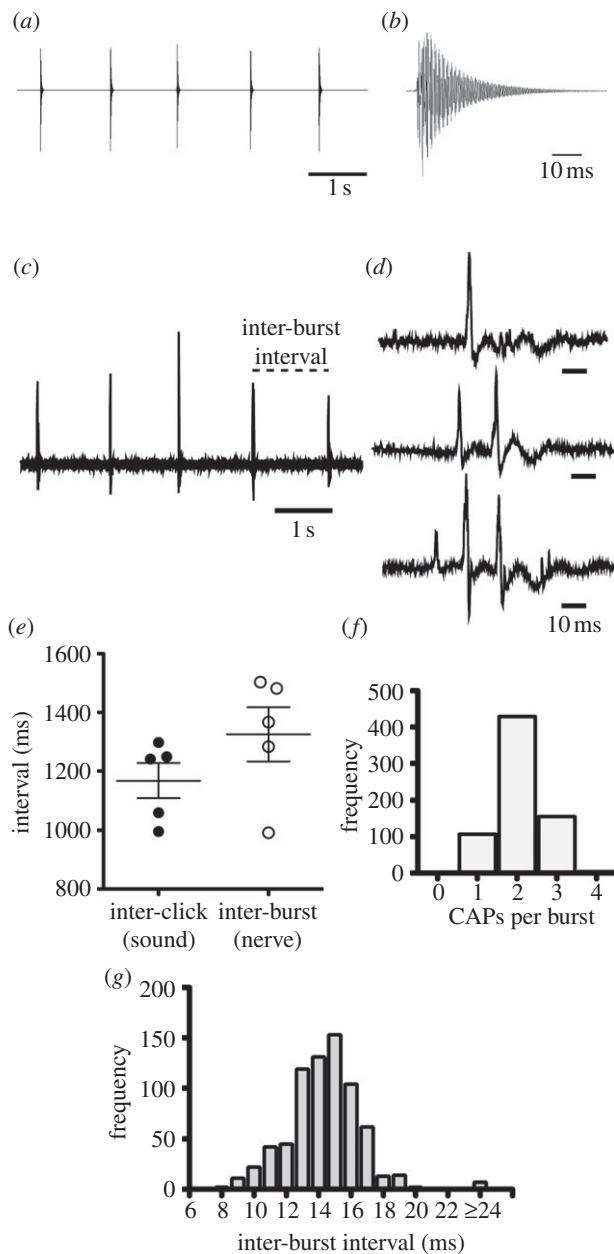 (a)
(b)
1 s
10 ms
(c)
(d)
inter-burst
interval
1 s
10 ms
(e)
(f)
interval (ms)
1600
1400
1200
1000
800
inter-click
(sound)
inter-burst
(nerve)
frequency
500
400
300
200
100
0
0 1 2 3 4
CAPs per burst
(g)
frequency
200
150
100
50
0
6 8 10 12 14 16 18 20 22 ≥24
inter-burst interval (ms)